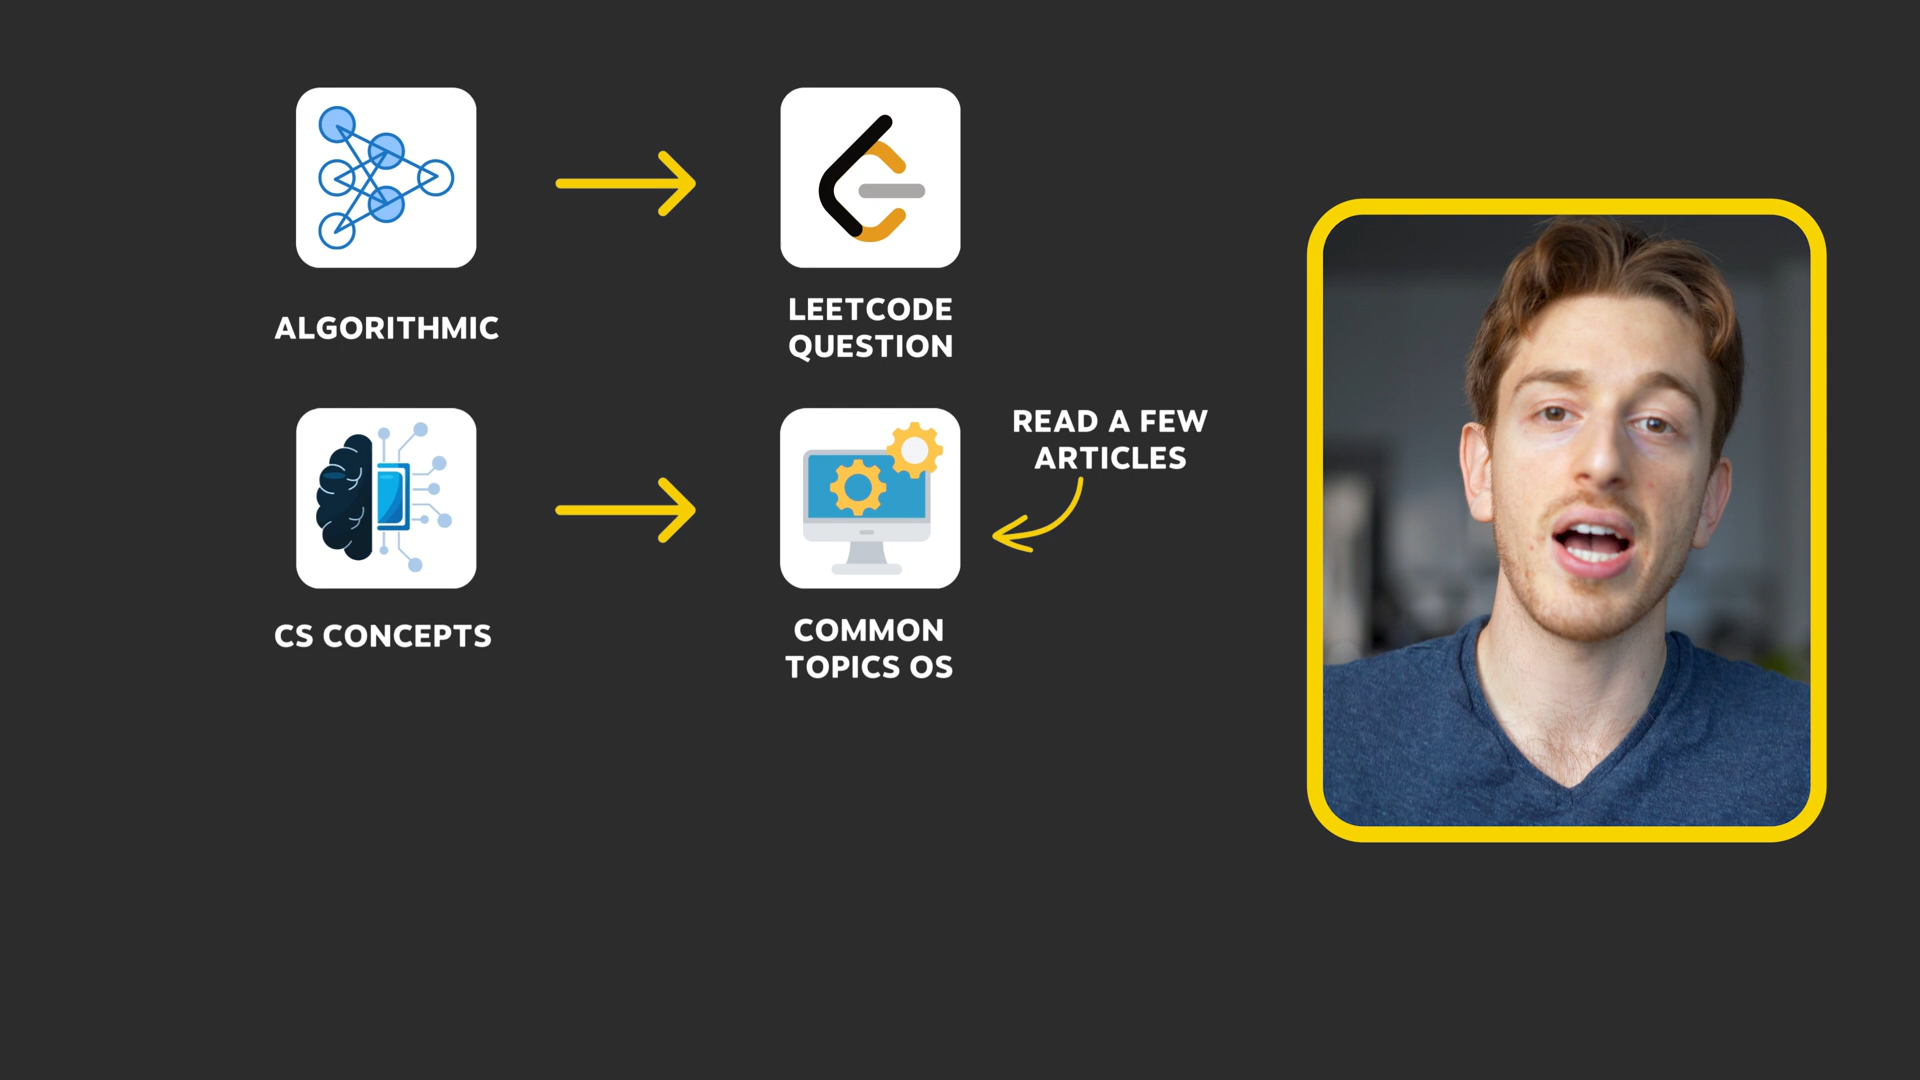 ALGORITHMIC
LEETCODE
QUESTION
READ A FEW
ARTICLES
CS CONCEPTS
COMMON
TOPICS OS